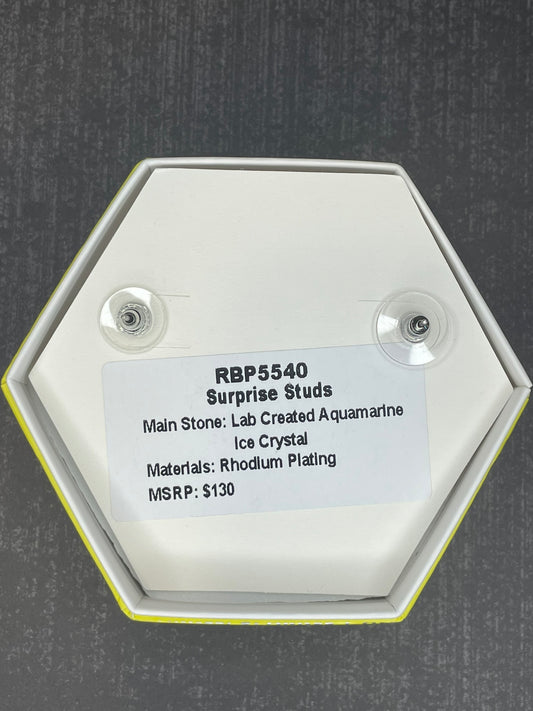 RBP5540
Surprise Studs
Main Stone: Lab Created Aquamarine
Ice Crystal
Materials: Rhodium Plating
MSRP: $130